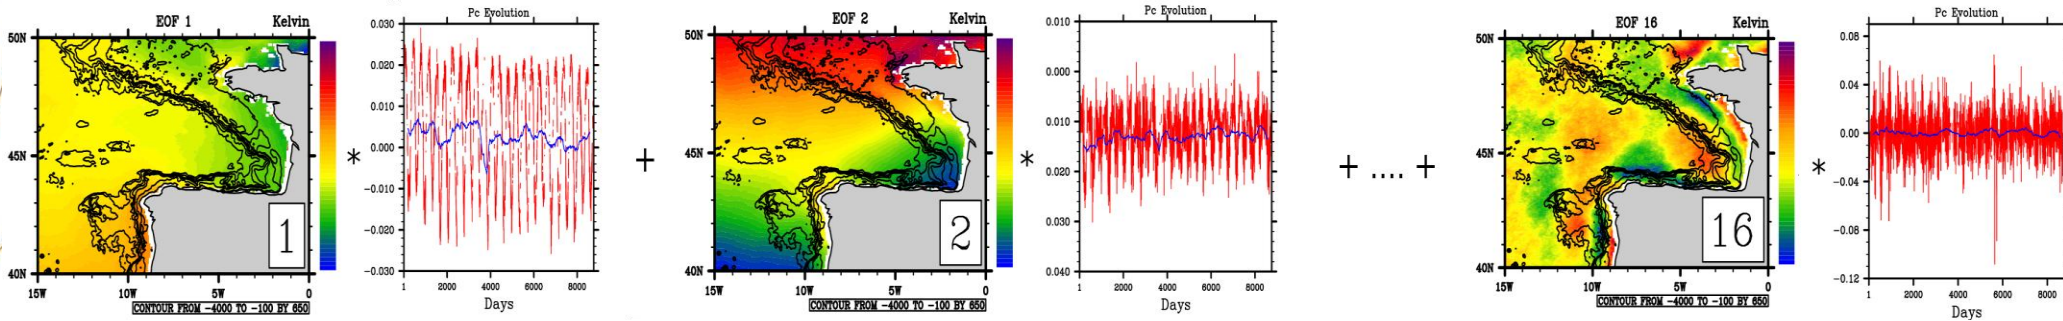 EOF 1 Kelvin
50N
45N
40N
15W 10W 5W 0
1
CONTOUR FROM -4000 TO -100 BY 650
*
Pc Evolution
0.030
0.020
0.010
0.000
-0.010
-0.020
-0.030
1 2000 4000 6000 8000
Days
+
EOF 2 Kelvin
50N
45N
40N
15W 10W 5W 0
2
CONTOUR FROM -4000 TO -100 BY 650
*
Pc Evolution
0.010
0.000
0.010
0.020
0.030
0.040
1 2000 4000 6000 8000
Days
+ .... +
EOF 16 Kelvin
50N
45N
40N
15W 10W 5W 0
16
CONTOUR FROM -4000 TO -100 BY 650
*
Pc Evolution
0.08
0.04
0.00
-0.04
-0.08
-0.12
1 2000 4000 6000 8000
Days